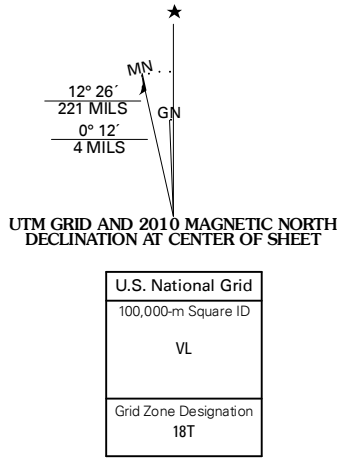 ★
MN
12° 26´
221 MILS
GN
0° 12´
4 MILS
UTM GRID AND 2010 MAGNETIC NORTH
DECLINATION AT CENTER OF SHEET
U.S. National Grid
100,000-m Square ID
VL
Grid Zone Designation
18T